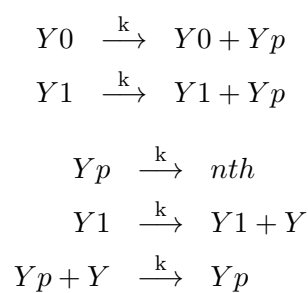 Y0 k⟶ Y0 + Yp
Y1 k⟶ Y1 + Yp
Yp k⟶ nth
Y1 k⟶ Y1 + Y
Yp + Y k⟶ Yp